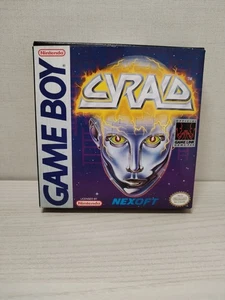 Nintendo
GAME BOY
CYRAID
NEXOFT
LICENSED BY
Nintendo